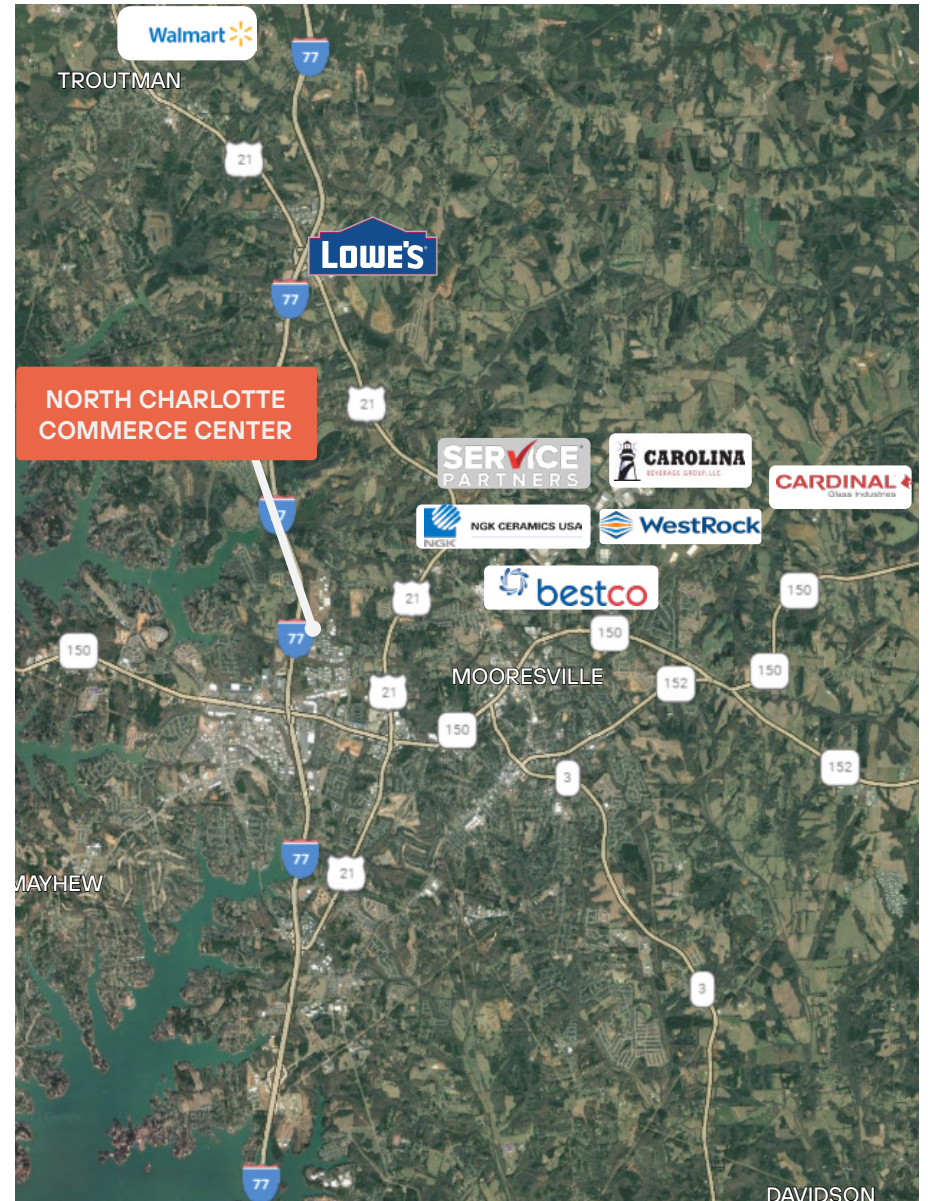 Walmart
77
TROUTMAN
21
LOWE'S
77
NORTH CHARLOTTE
COMMERCE CENTER
21
SERVICE
PARTNERS
CAROLINA
BEVERAGE GROUP, LLC
CARDINAL
Glass Industries
77
NGK
NGK CERAMICS USA
WestRock
bestco
21
150
77
150
150
MOORESVILLE
152
150
21
150
3
152
77
21
MAYHEW
3
77
DAVIDSON